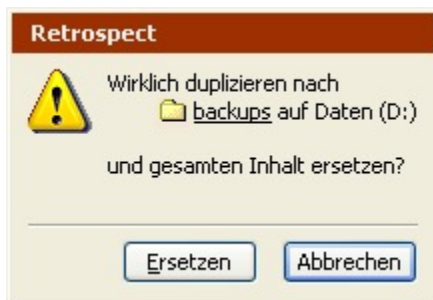 Retrospect
Wirklich duplizieren nach
backups auf Daten (D:)
und gesamten Inhalt ersetzen?
Ersetzen Abbrechen